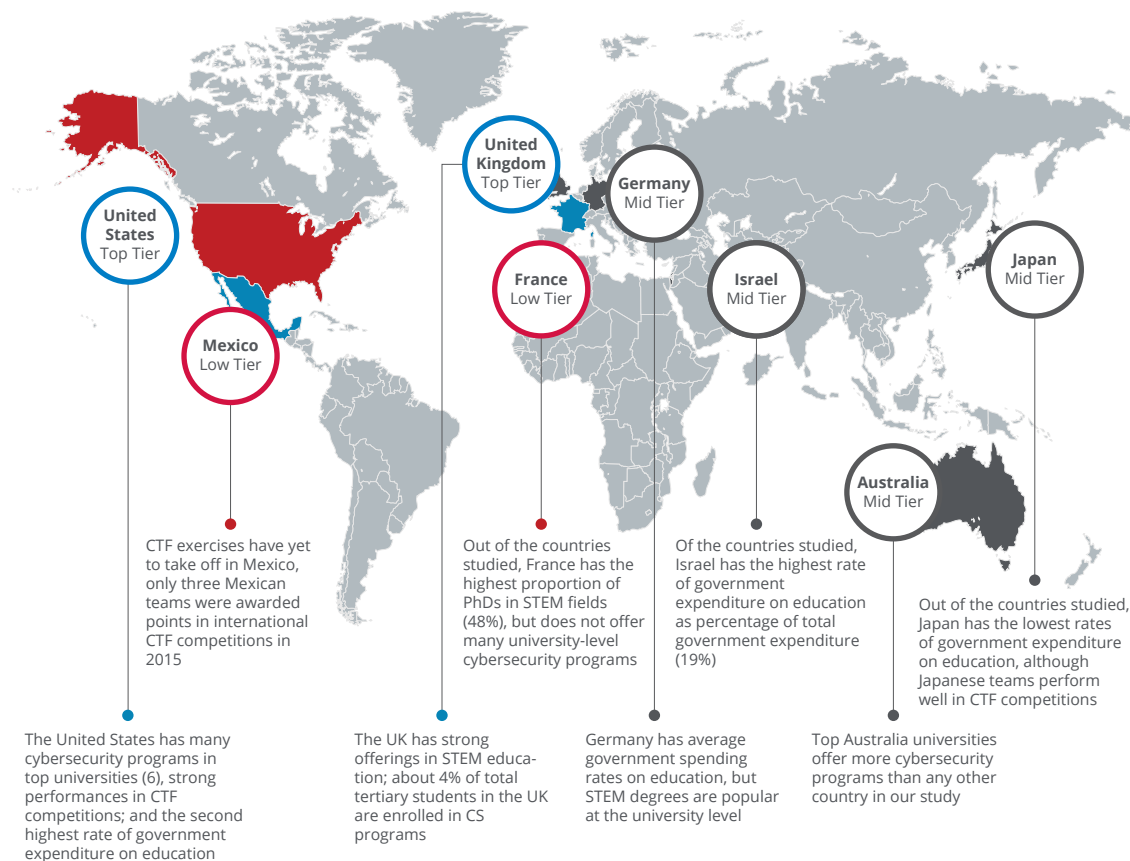 United
Kingdom
Top Tier
Germany
Mid Tier
United
States
Top Tier
Japan
Mid Tier
France
Low Tier
Israel
Mid Tier
Mexico
Low Tier
Australia
Mid Tier
CTF exercises have yet
to take off in Mexico,
only three Mexican
teams were awarded
points in international
CTF competitions in
2015
Out of the countries
studied, France has the
highest proportion of
PhDs in STEM fields
(48%), but does not offer
many university-level
cybersecurity programs
Of the countries studied,
Israel has the highest rate
of government
expenditure on education
as percentage of total
government expenditure
(19%)
Out of the countries studied,
Japan has the lowest rates
of government expenditure
on education, although
Japanese teams perform
well in CTF competitions
The United States has many
cybersecurity programs in
top universities (6), strong
performances in CTF
competitions; and the second
highest rate of government
expenditure on education
The UK has strong
offerings in STEM educa-
tion; about 4% of total
tertiary students in the UK
are enrolled in CS
programs
Germany has average
government spending
rates on education, but
STEM degrees are popular
at the university level
Top Australia universities
offer more cybersecurity
programs than any other
country in our study